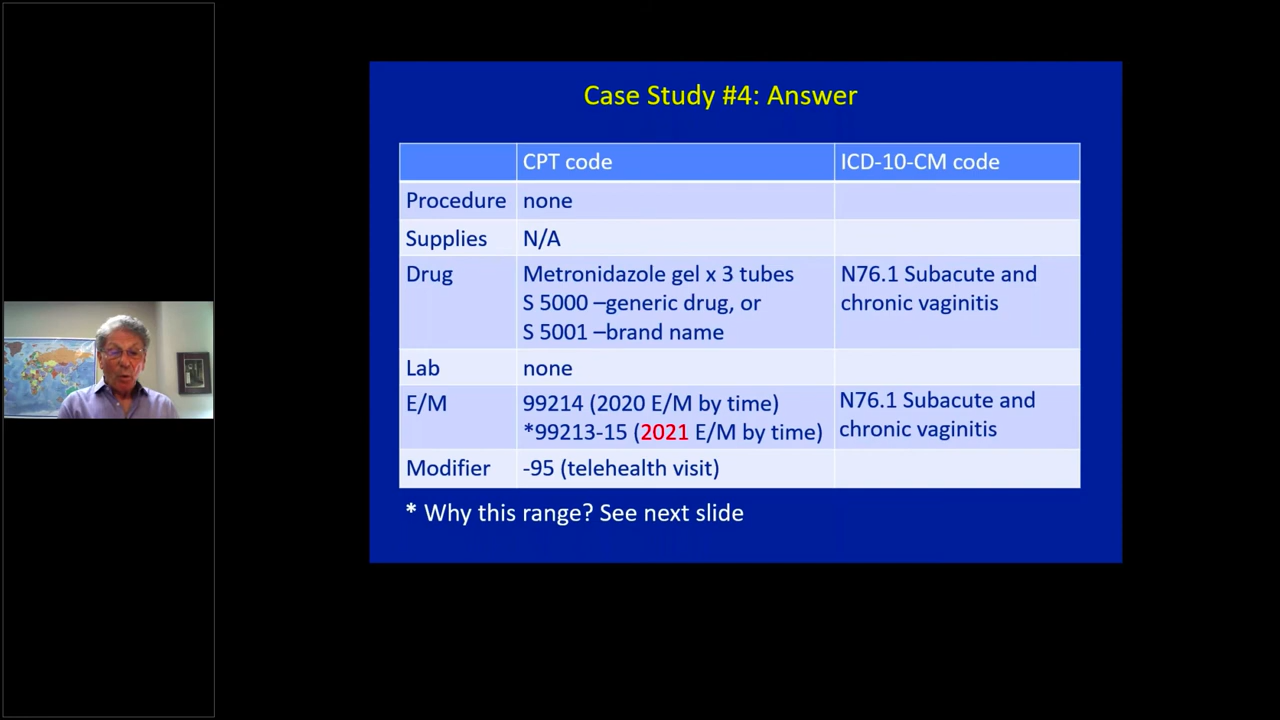 Case Study #4: Answer
CPT code
ICD-10-CM code
Procedure
none
Supplies
N/A
Drug
Metronidazole gel x 3 tubes
S 5000 –generic drug, or
S 5001 –brand name
N76.1 Subacute and
chronic vaginitis
Lab
none
E/M
99214 (2020 E/M by time)
*99213-15 (2021 E/M by time)
N76.1 Subacute and
chronic vaginitis
Modifier
-95 (telehealth visit)
* Why this range? See next slide